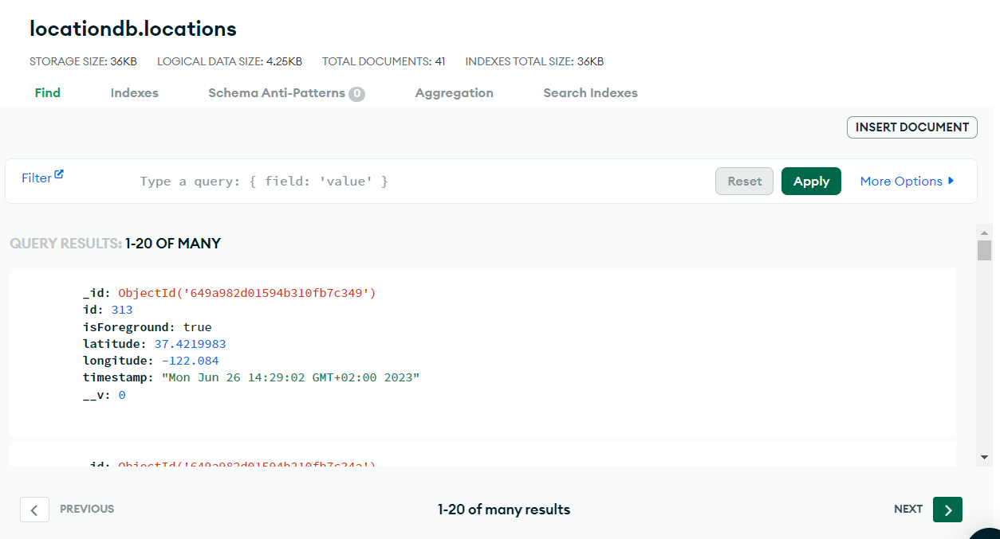 locationdb.locations
STORAGE SIZE: 36KB LOGICAL DATA SIZE: 4.25KB TOTAL DOCUMENTS: 41 INDEXES TOTAL SIZE: 36KB
Find Indexes Schema Anti-Patterns 0 Aggregation Search Indexes
INSERT DOCUMENT
Filter Type a query: { field: 'value' } Reset Apply More Options
QUERY RESULTS: 1-20 OF MANY
_id: ObjectId('649a982d01594b310fb7c349')
id: 313
isForeground: true
latitude: 37.4219983
longitude: -122.084
timestamp: "Mon Jun 26 14:29:02 GMT+02:00 2023"
__v: 0
_id: ObjectId('649a982d01594b310fb7c34a')
PREVIOUS 1-20 of many results NEXT